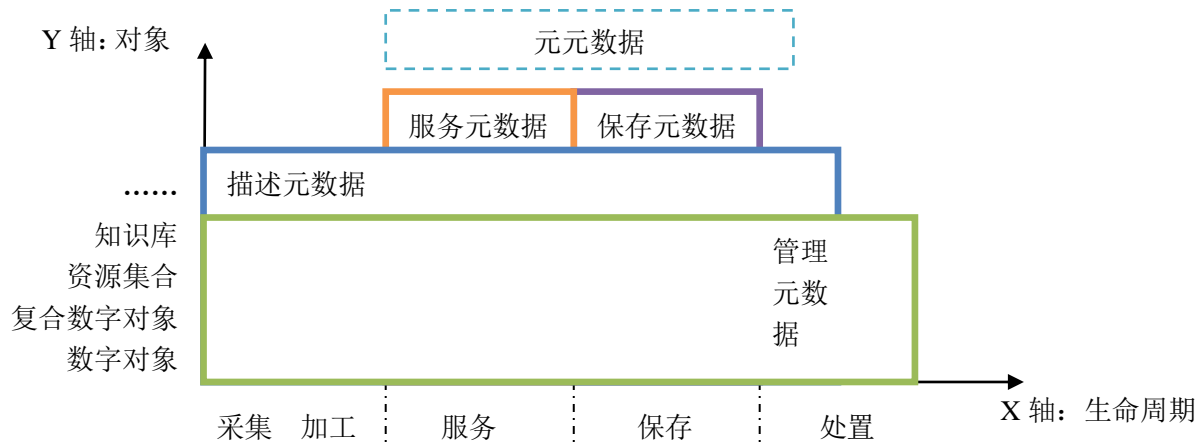 Y 轴：对象
元元数据
服务元数据
保存元数据
……
描述元数据
知识库
资源集合
复合数字对象
数字对象
管理
元数
据
X 轴：生命周期
采集 加工 服务 保存 处置